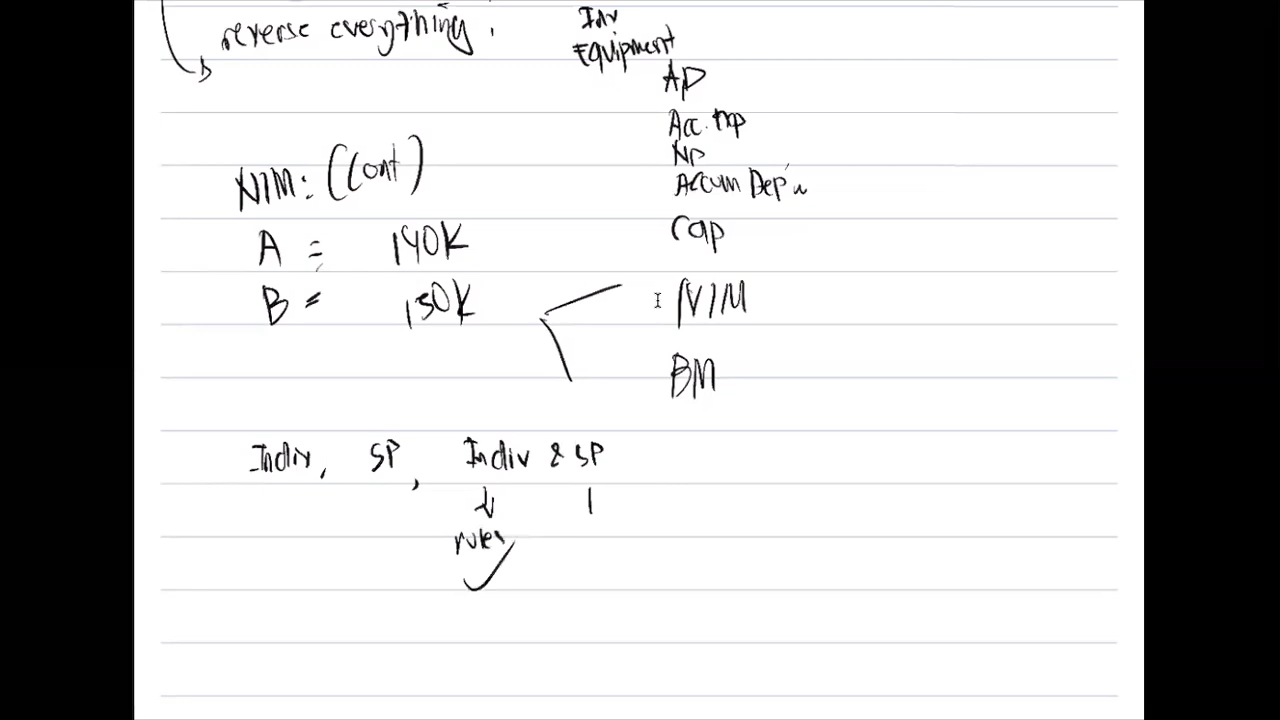 reverse everything.
Inv
Equipment
AP
Acc. Exp
NP
Accum Dep'n
Cap
NIM: (Cont)
A = 140K
B = 150K
NIM
BM
Indiv, SP, Indiv & SP
rules